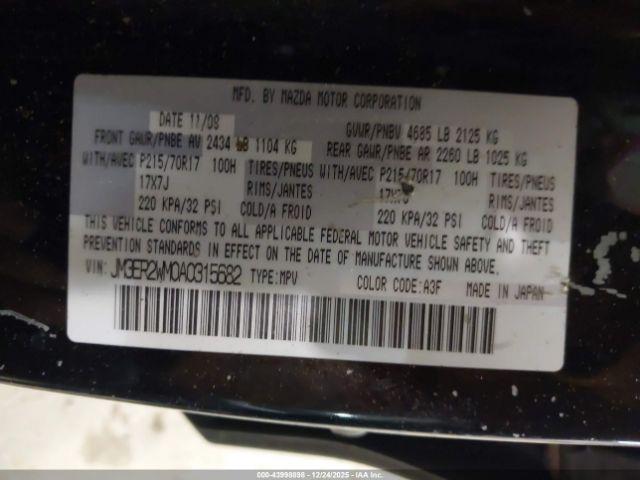 MFD. BY MAZDA MOTOR CORPORATION
DATE 11/08 GVWR/PNBV 4685 LB 2125 KG
FRONT GAWR/PNBE AV 2434 LB 1104 KG REAR GAWR/PNBE AR 2260 LB 1025 KG
WITH/AVEC P215/70R17 100H TIRES/PNEUS WITH/AVEC P215/70R17 100H TIRES/PNEUS
17X7J RIMS/JANTES 17X7J RIMS/JANTES
220 KPA/32 PSI COLD/A FROID 220 KPA/32 PSI COLD/A FROID
THIS VEHICLE CONFORMS TO ALL APPLICABLE FEDERAL MOTOR VEHICLE SAFETY AND THEFT
PREVENTION STANDARDS IN EFFECT ON THE DATE OF MANUFACTURE SHOWN ABOVE.
VIN: JM3ER2WM0A0315682 TYPE: MPV COLOR CODE: A3F MADE IN JAPAN
000-43998898 - 12/24/2025 - IAAI.COM